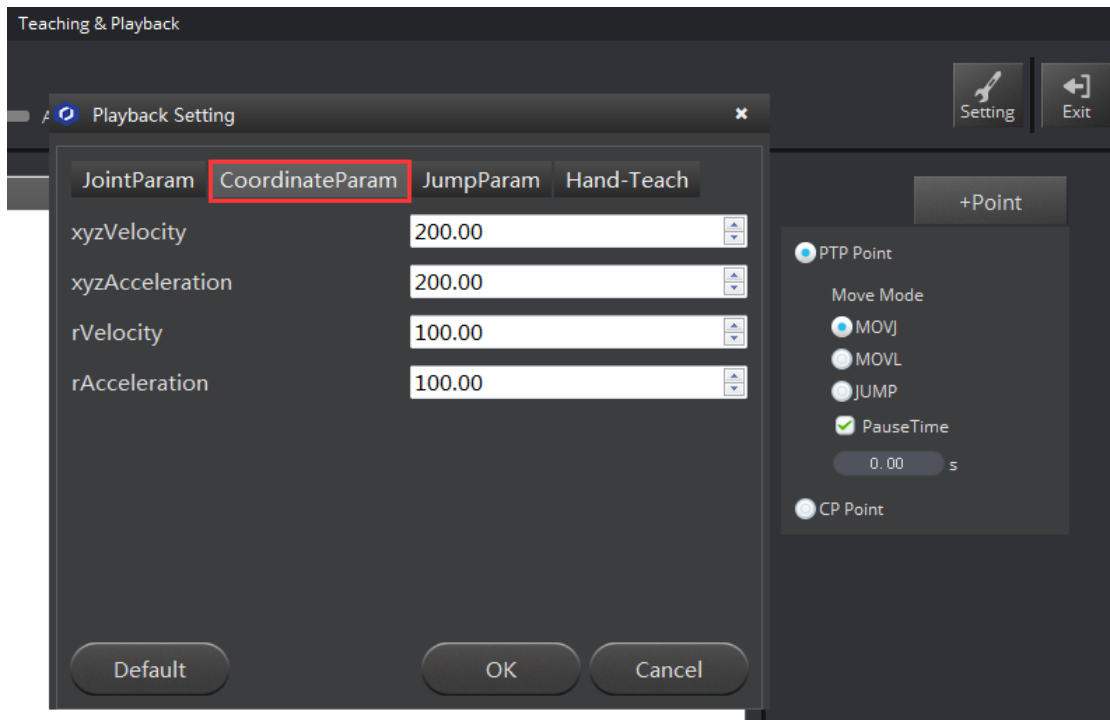 Teaching & Playback
Setting
Exit
A
Playback Setting
JointParam CoordinateParam JumpParam Hand-Teach
xyzVelocity 200.00
xyzAcceleration 200.00
rVelocity 100.00
rAcceleration 100.00
Default OK Cancel
+Point
PTP Point
Move Mode
MOVJ
MOVL
JUMP
PauseTime
0.00 s
CP Point